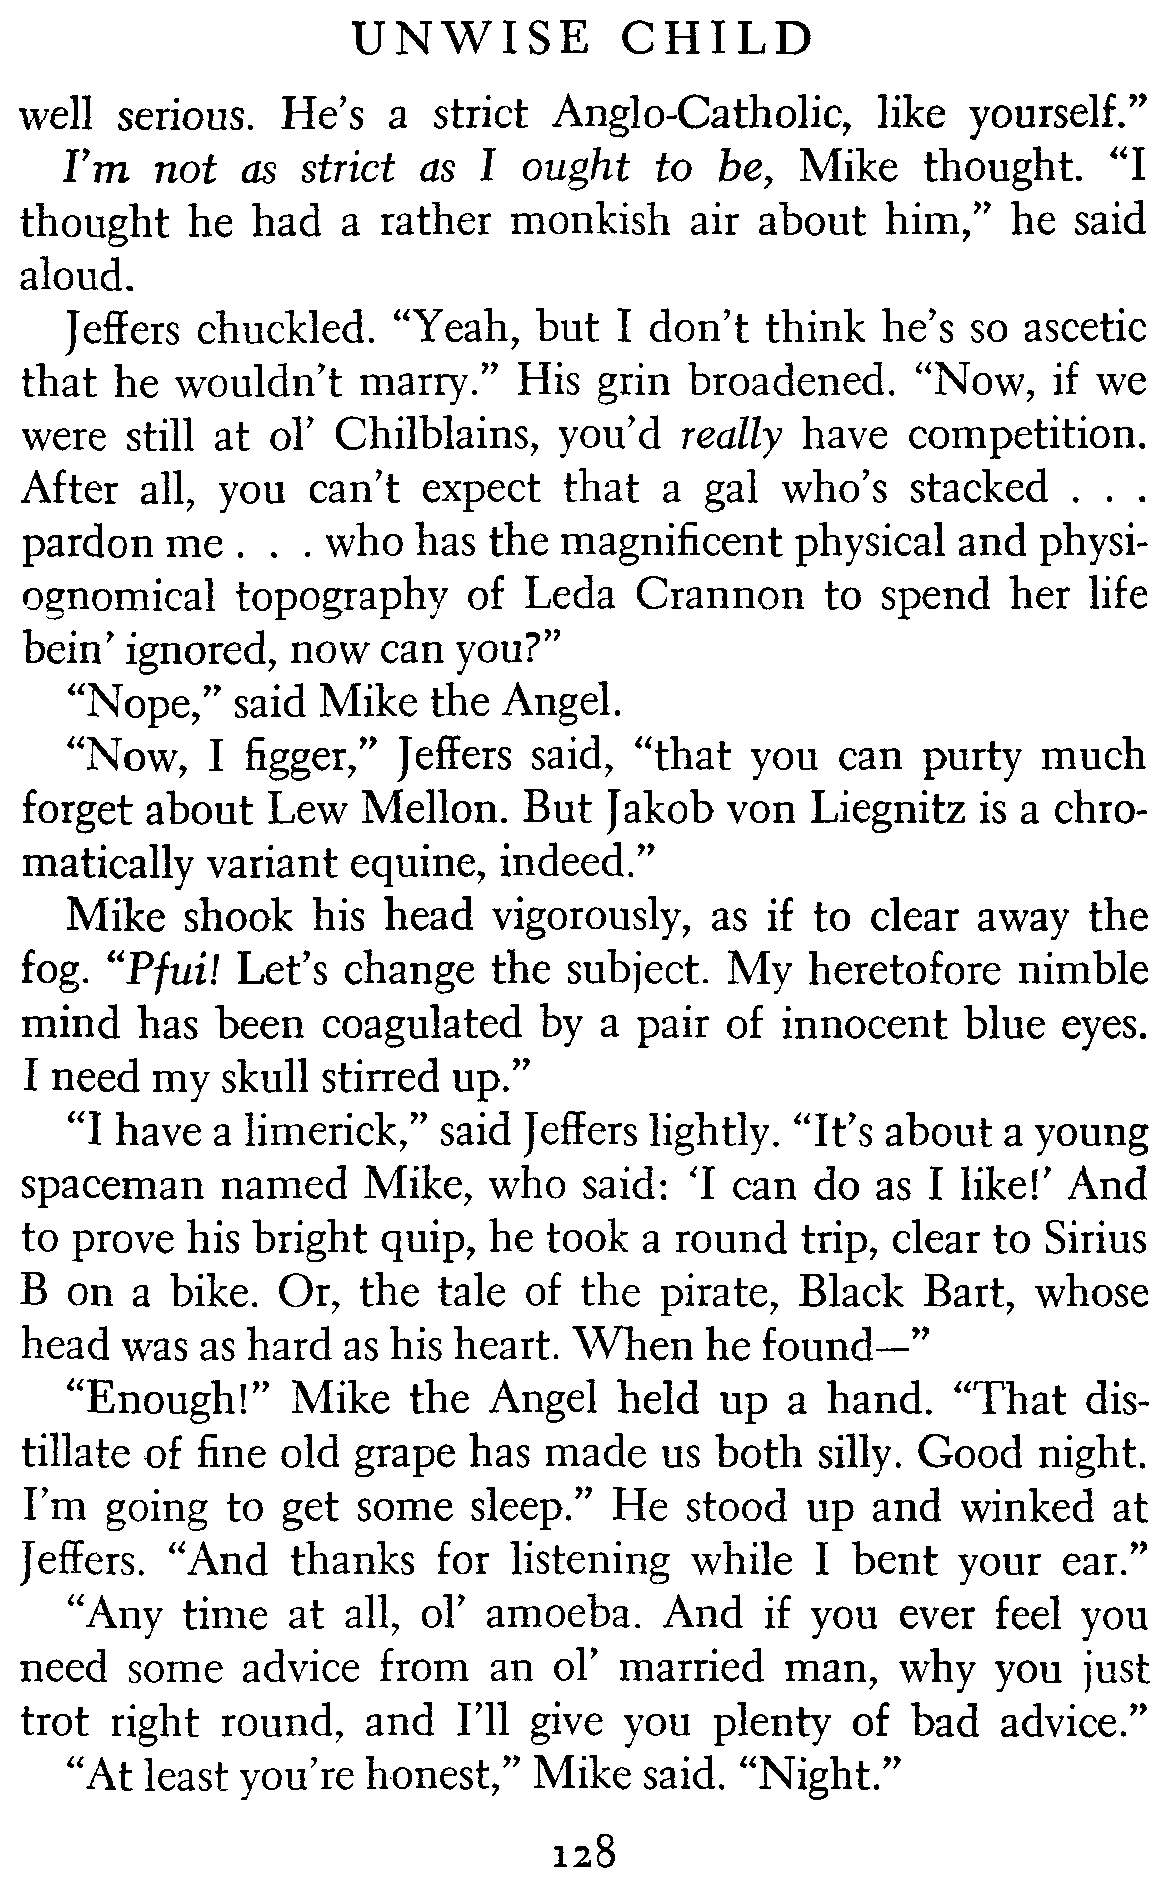 UNWISE CHILD
well serious. He's a strict Anglo-Catholic, like yourself.”
I'm not as strict as I ought to be, Mike thought. “I
thought he had a rather monkish air about him,” he said
aloud.
Jeffers chuckled. “Yeah, but I don't think he's so ascetic
that he wouldn't marry.” His grin broadened. “Now, if we
were still at ol' Chilblains, you'd really have competition.
After all, you can't expect that a gal who's stacked . . .
pardon me . . . who has the magnificent physical and physi-
ognomical topography of Leda Crannon to spend her life
bein' ignored, now can you?”
“Nope,” said Mike the Angel.
“Now, I figger,” Jeffers said, “that you can purty much
forget about Lew Mellon. But Jakob von Liegnitz is a chro-
matically variant equine, indeed.”
Mike shook his head vigorously, as if to clear away the
fog. “Pfui! Let's change the subject. My heretofore nimble
mind has been coagulated by a pair of innocent blue eyes.
I need my skull stirred up.”
“I have a limerick,” said Jeffers lightly. “It's about a young
spaceman named Mike, who said: ‘I can do as I like!’ And
to prove his bright quip, he took a round trip, clear to Sirius
B on a bike. Or, the tale of the pirate, Black Bart, whose
head was as hard as his heart. When he found—”
“Enough!” Mike the Angel held up a hand. “That dis-
tillate of fine old grape has made us both silly. Good night.
I'm going to get some sleep.” He stood up and winked at
Jeffers. “And thanks for listening while I bent your ear.”
“Any time at all, ol' amoeba. And if you ever feel you
need some advice from an ol' married man, why you just
trot right round, and I'll give you plenty of bad advice.”
“At least you're honest,” Mike said. “Night.”
128